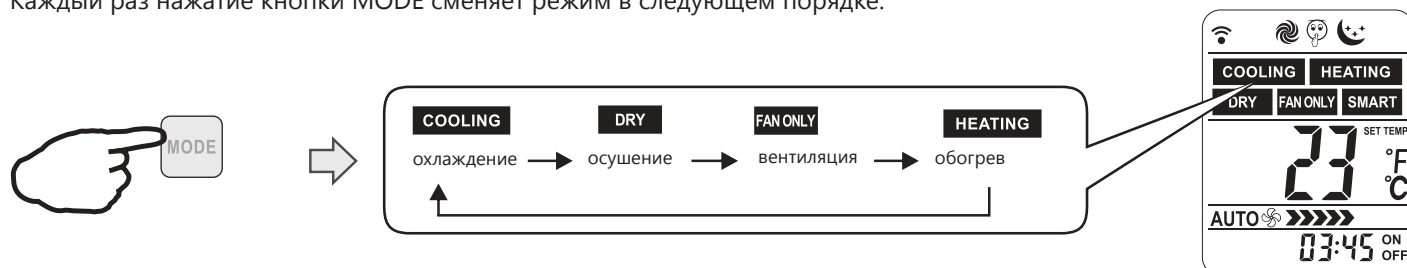 Каждый раз нажатие кнопки MODE сменяет режим в следующем порядке.
MODE
COOLING DRY FAN ONLY HEATING
охлаждение осушение вентиляция обогрев
COOLING HEATING
DRY FAN ONLY SMART
23 SET TEMP
°F
°C
AUTO
03:45 ON
OFF